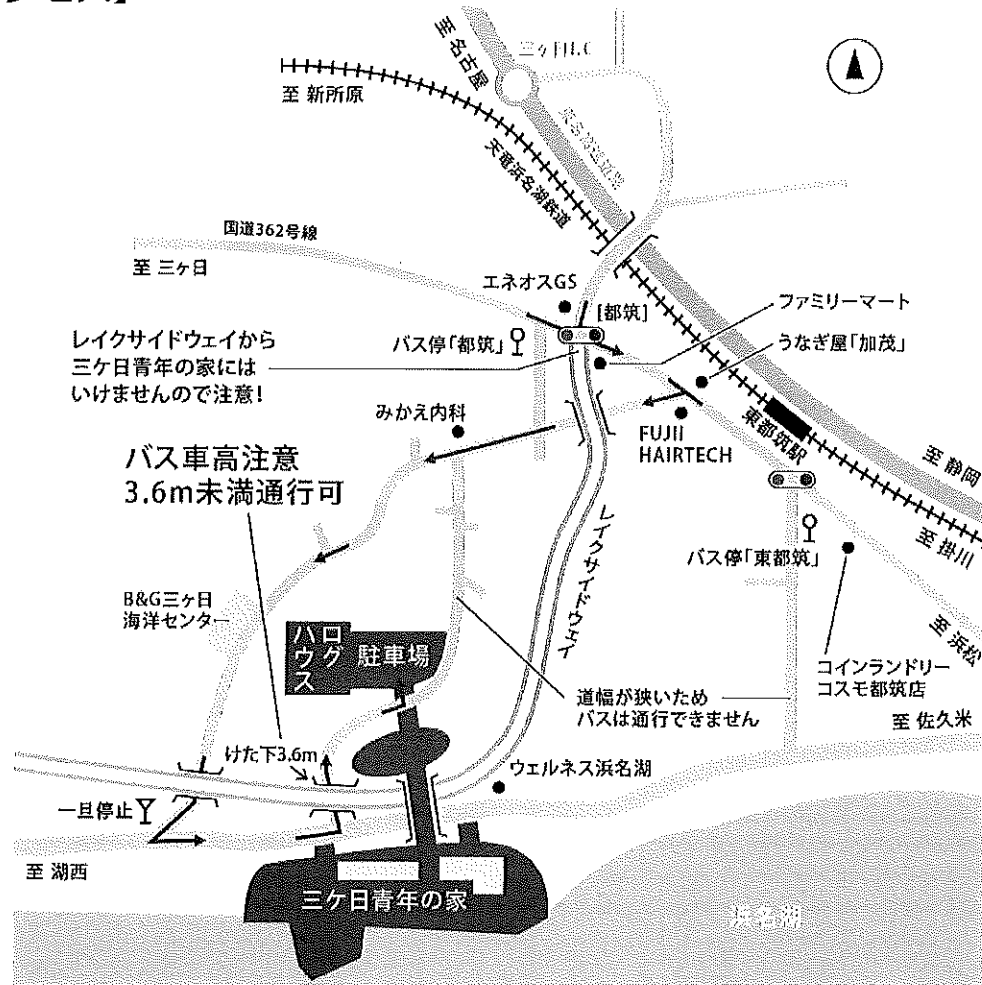 至 名古屋
三ヶ日I.C
至 新所原
東名高速道路
天竜浜名湖鉄道
国道362号線
至 三ヶ日
エネオスGS
[都筑]
ファミリーマート
バス停「都筑」
うなぎ屋「加茂」
レイクサイドウェイから
三ケ日青年の家には
いけませんので注意!
みかえ内科
FUJII
HAIRTECH
東都筑駅
至 静岡
バス車高注意
3.6m未満通行可
至 掛川
バス停「東都筑」
レイクサイドウェイ
B&G三ヶ日
海洋センター
至 浜松
ログ
ハウス
駐車場
コインランドリー
コスモ都筑店
道幅が狭いため
バスは通行できません
至 佐久米
けた下3.6m
ウェルネス浜名湖
一旦停止
至 湖西
三ケ日青年の家
浜名湖